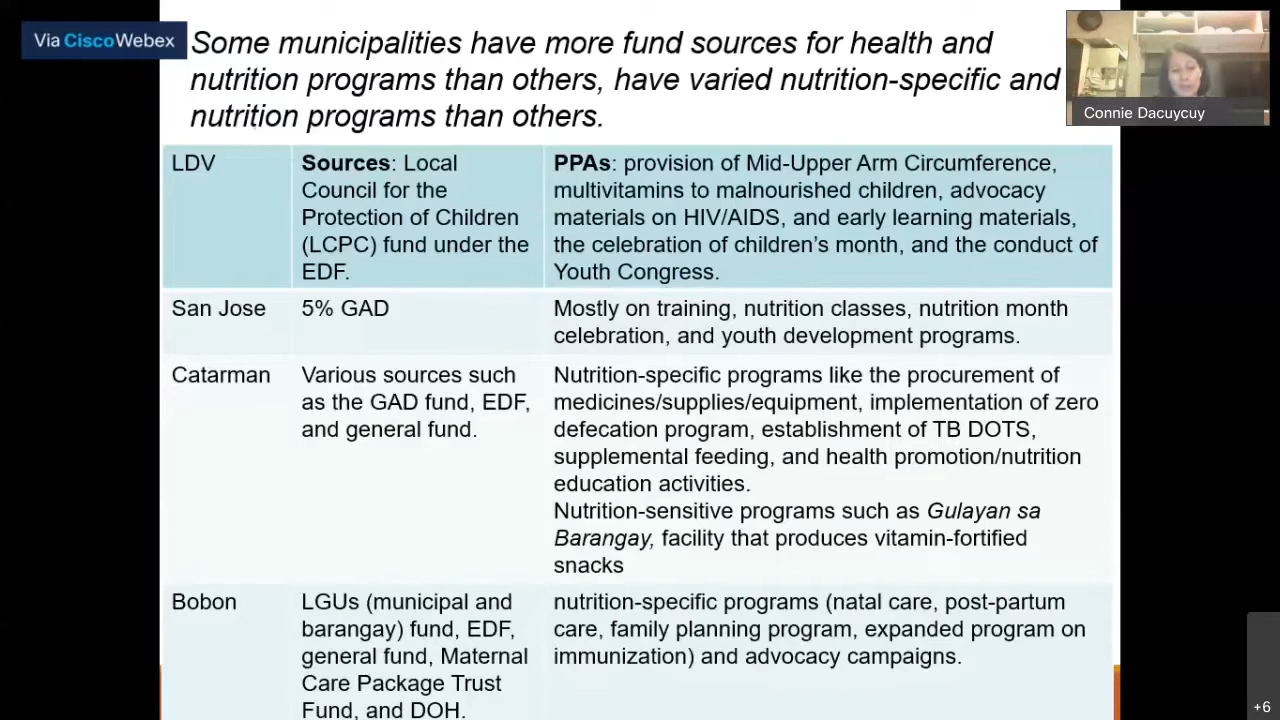 Via Cisco Webex
Some municipalities have more fund sources for health and
nutrition programs than others, have varied nutrition-specific and
nutrition programs than others.
Connie Dacuycuy
LDV
Sources: Local
Council for the
Protection of Children
(LCPC) fund under the
EDF.
PPAs: provision of Mid-Upper Arm Circumference,
multivitamins to malnourished children, advocacy
materials on HIV/AIDS, and early learning materials,
the celebration of children's month, and the conduct of
Youth Congress.
San Jose
5% GAD
Mostly on training, nutrition classes, nutrition month
celebration, and youth development programs.
Catarman
Various sources such
as the GAD fund, EDF,
and general fund.
Nutrition-specific programs like the procurement of
medicines/supplies/equipment, implementation of zero
defecation program, establishment of TB DOTS,
supplemental feeding, and health promotion/nutrition
education activities.
Nutrition-sensitive programs such as Gulayan sa
Barangay, facility that produces vitamin-fortified
snacks
Bobon
LGUs (municipal and
barangay) fund, EDF,
general fund, Maternal
Care Package Trust
Fund, and DOH.
nutrition-specific programs (natal care, post-partum
care, family planning program, expanded program on
immunization) and advocacy campaigns.
+6